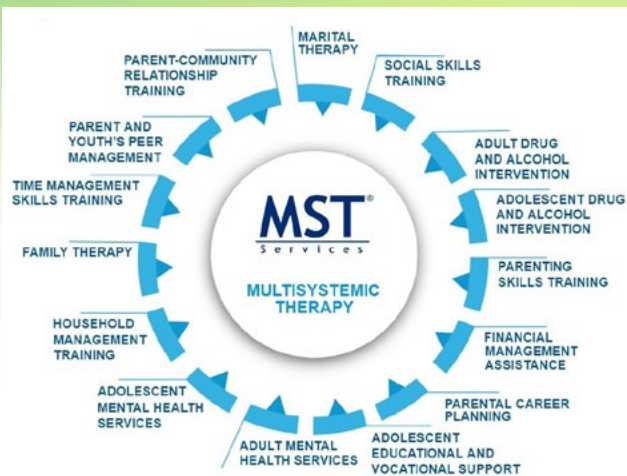 MARITAL
THERAPY
SOCIAL SKILLS
TRAINING
ADULT DRUG
AND ALCOHOL
INTERVENTION
ADOLESCENT DRUG
AND ALCOHOL
INTERVENTION
PARENTING
SKILLS TRAINING
FINANCIAL
MANAGEMENT
ASSISTANCE
PARENTAL CAREER
PLANNING
ADOLESCENT
EDUCATIONAL AND
VOCATIONAL SUPPORT
ADULT MENTAL
HEALTH SERVICES
ADOLESCENT
MENTAL HEALTH
SERVICES
HOUSEHOLD
MANAGEMENT
TRAINING
FAMILY THERAPY
TIME MANAGEMENT
SKILLS TRAINING
PARENT AND
YOUTH'S PEER
MANAGEMENT
PARENT-COMMUNITY
RELATIONSHIP
TRAINING
MST®
Services
MULTISYSTEMIC
THERAPY